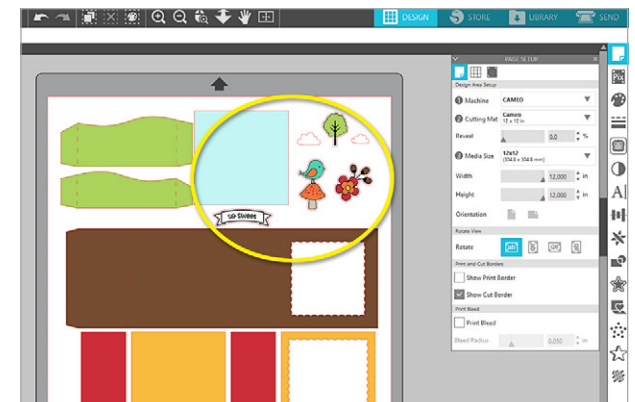 DESIGN
STORE
LIBRARY
SEND
PAGE SETUP
Design Area Setup
1 Machine CAMEO
2 Cutting Mat Cameo
12 x 12 in
Reveal 0.0 %
3 Media Size 12x12
(304.8 x 304.8 mm)
Width 12.000 in
Height 12.000 in
Orientation
Rotate View
Rotate
Print and Cut Borders
Show Print Border
Show Cut Border
Print Bleed
Print Bleed
Bleed Radius 0.050 in
so sweet